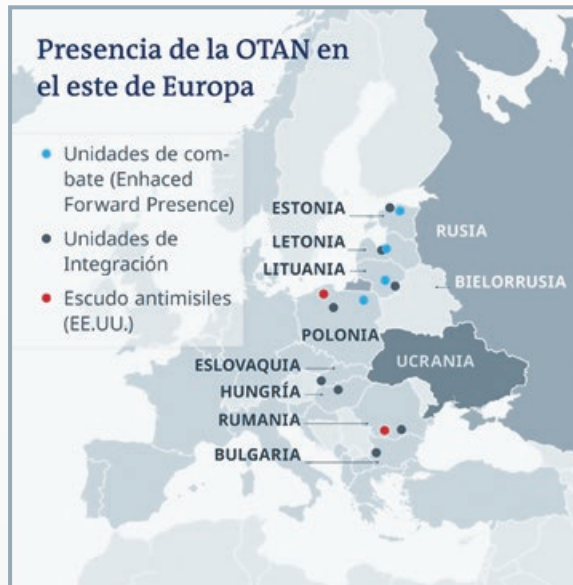 Presencia de la OTAN en
el este de Europa
Unidades de com-
bate (Enhaced
Forward Presence)
Unidades de
Integración
Escudo antimisiles
(EE.UU.)
ESTONIA
RUSIA
LETONIA
LITUANIA
BIELORRUSIA
POLONIA
UCRANIA
ESLOVAQUIA
HUNGRÍA
RUMANIA
BULGARIA